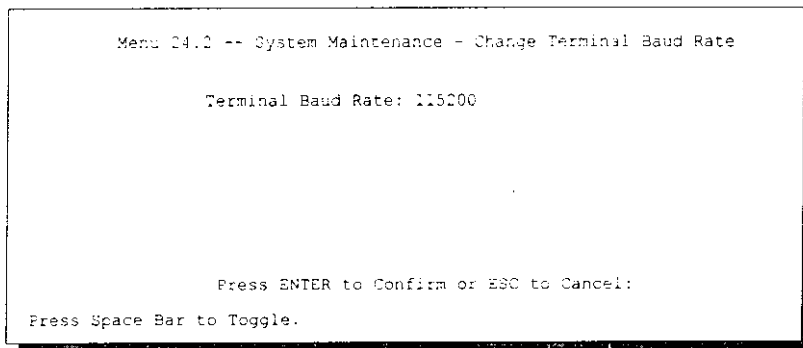 Menu 24.2 -- System Maintenance - Change Terminal Baud Rate
Terminal Baud Rate: 115200
Press ENTER to Confirm or ESC to Cancel:
Press Space Bar to Toggle.